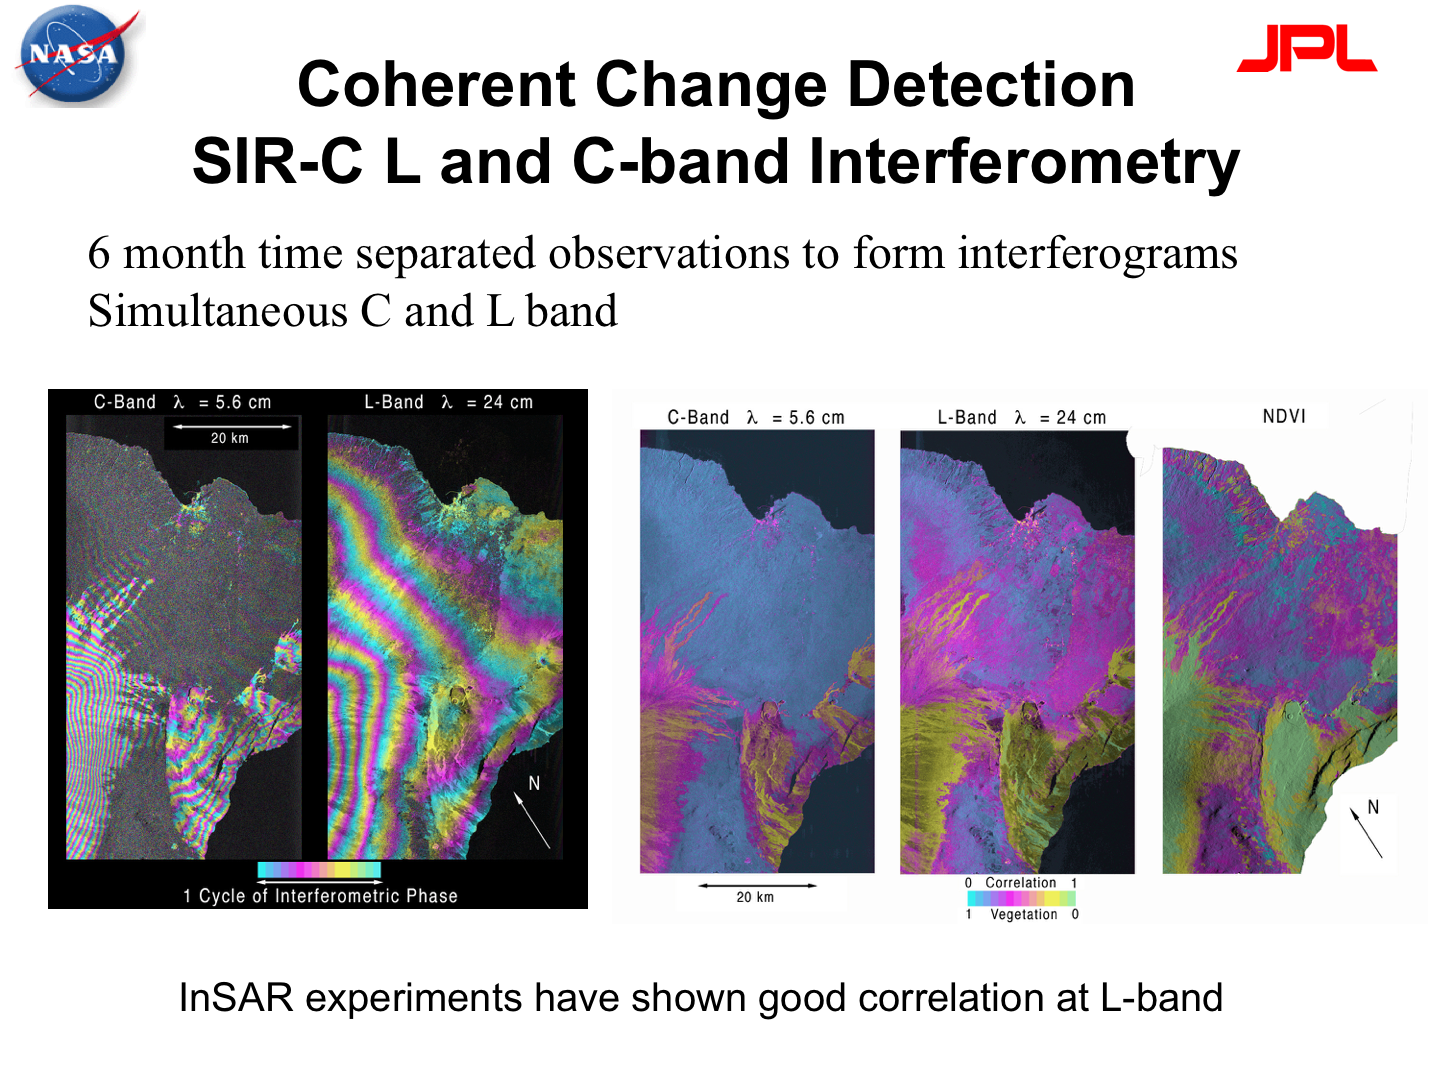 NASA
JPL
Coherent Change Detection
SIR-C L and C-band Interferometry
6 month time separated observations to form interferograms
Simultaneous C and L band
C-Band λ = 5.6 cm
L-Band λ = 24 cm
20 km
N
1 Cycle of Interferometric Phase
C-Band λ = 5.6 cm
L-Band λ = 24 cm
NDVI
N
20 km
0 Correlation 1
1 Vegetation 0
InSAR experiments have shown good correlation at L-band